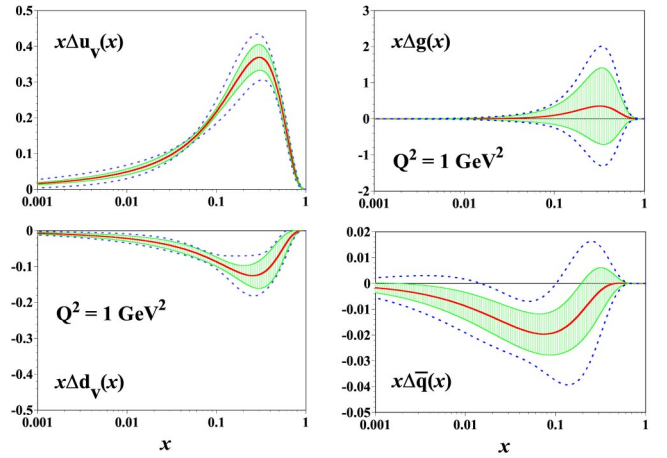 xΔu_v(x)
0.5
0.4
0.3
0.2
0.1
0
0.001 0.01 0.1 1
xΔg(x)
Q² = 1 GeV²
3
2
1
0
-1
-2
0.001 0.01 0.1 1
0
-0.1
-0.2
-0.3
-0.4
-0.5
Q² = 1 GeV²
xΔd_v(x)
0.001 0.01 0.1 1
x
0.02
0.01
0
-0.01
-0.02
-0.03
-0.04
-0.05
xΔq̅(x)
0.001 0.01 0.1 1
x